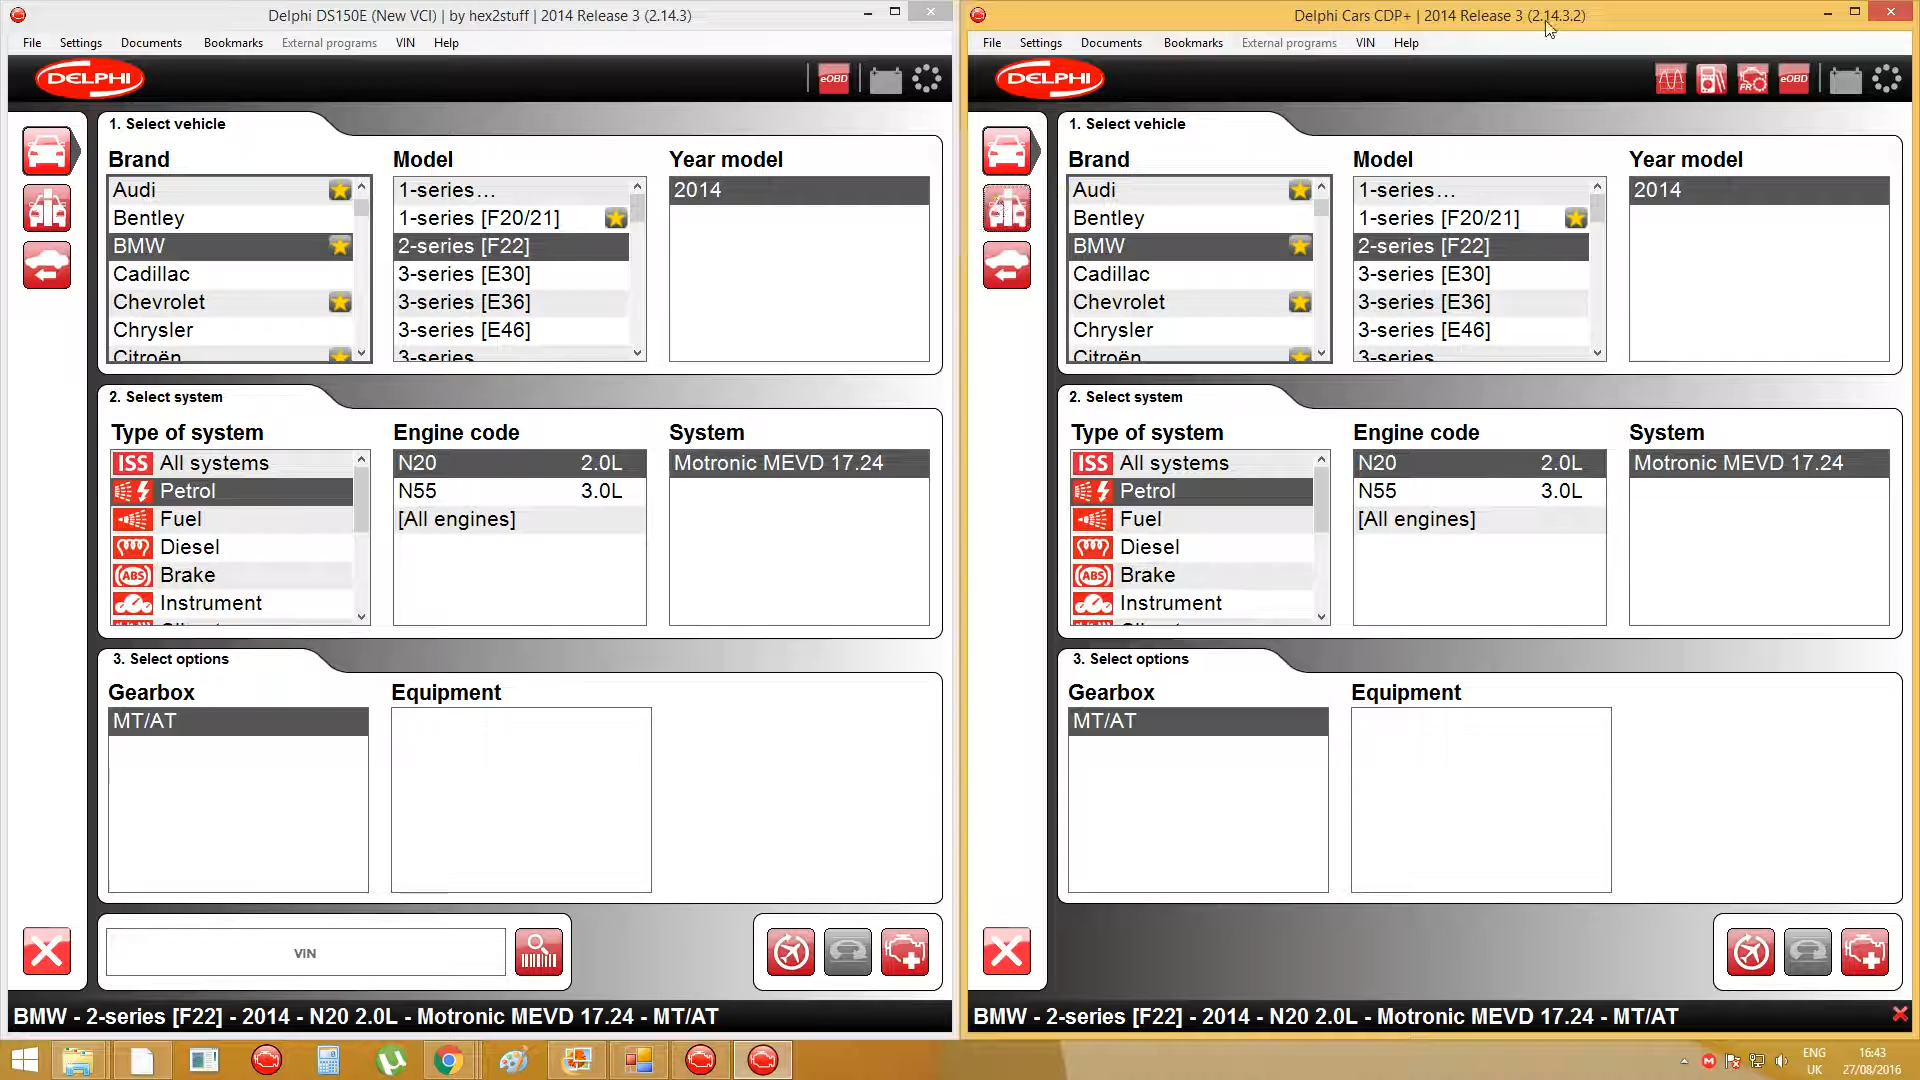 Delphi DS150E (New VCI) | by hex2stuff | 2014 Release 3 (2.14.3)
File Settings Documents Bookmarks External programs VIN Help
DELPHI
eOBD
1. Select vehicle
Brand Model Year model
Audi 1-series... 2014
Bentley 1-series [F20/21]
BMW 2-series [F22]
Cadillac 3-series [E30]
Chevrolet 3-series [E36]
Chrysler 3-series [E46]
Citroën 3-series
2. Select system
Type of system Engine code System
ISS All systems N20 2.0L Motronic MEVD 17.24
Petrol N55 3.0L
Fuel [All engines]
Diesel
ABS Brake
Instrument
3. Select options
Gearbox Equipment
MT/AT
VIN
BMW - 2-series [F22] - 2014 - N20 2.0L - Motronic MEVD 17.24 - MT/AT
Delphi Cars CDP+ | 2014 Release 3 (2.14.3.2)
File Settings Documents Bookmarks External programs VIN Help
DELPHI
FR eOBD
1. Select vehicle
Brand Model Year model
Audi 1-series... 2014
Bentley 1-series [F20/21]
BMW 2-series [F22]
Cadillac 3-series [E30]
Chevrolet 3-series [E36]
Chrysler 3-series [E46]
Citroën 3-series
2. Select system
Type of system Engine code System
ISS All systems N20 2.0L Motronic MEVD 17.24
Petrol N55 3.0L
Fuel [All engines]
Diesel
ABS Brake
Instrument
3. Select options
Gearbox Equipment
MT/AT
BMW - 2-series [F22] - 2014 - N20 2.0L - Motronic MEVD 17.24 - MT/AT
ENG 16:43
UK 27/08/2016